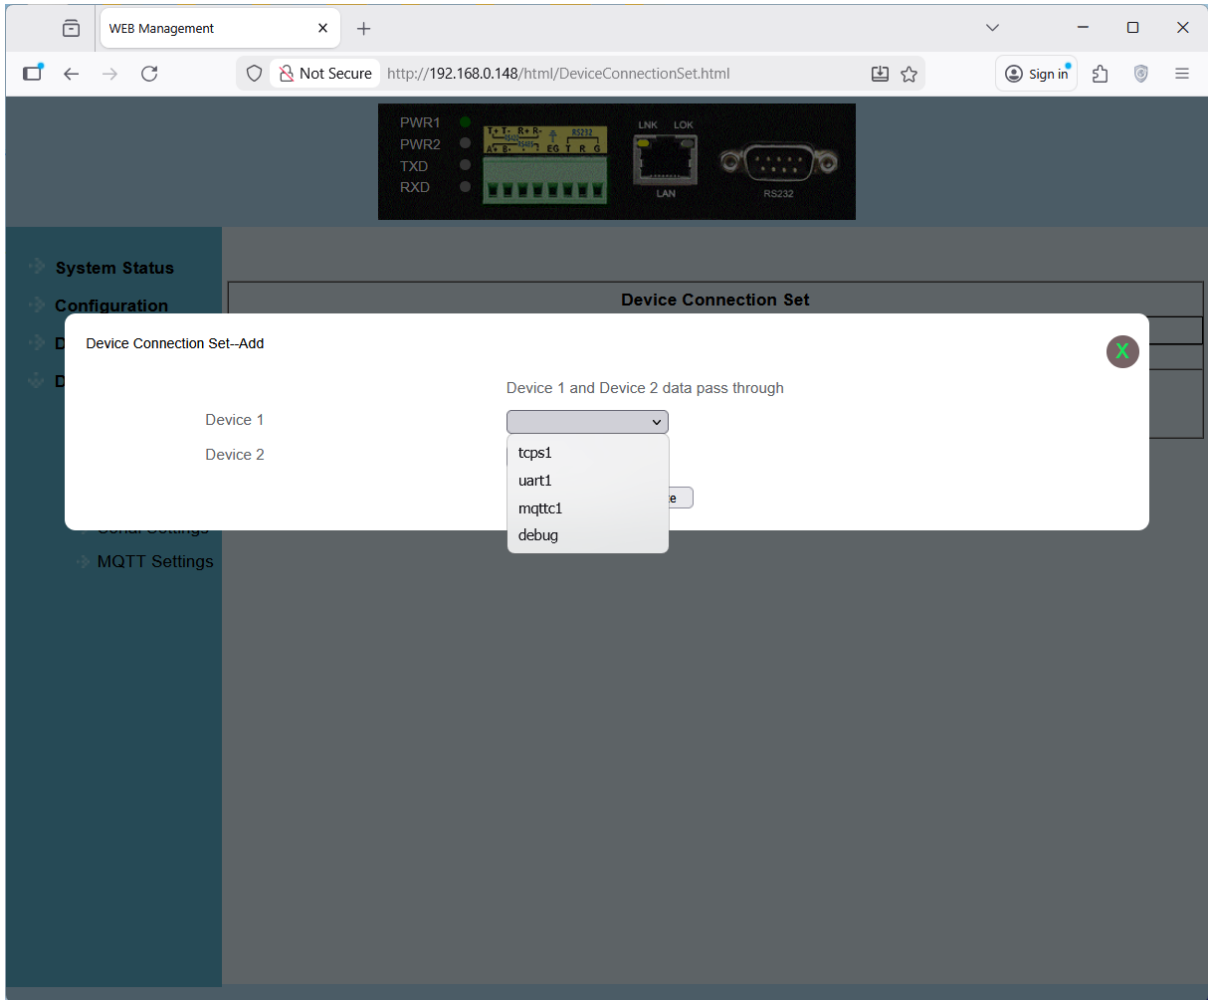 WEB Management
Not Secure
http://192.168.0.148/html/DeviceConnectionSet.html
Sign in
PWR1
PWR2
TXD
RXD
T+ T- R+ R-
RS232
EG T R G
LNK LOK
LAN
RS232
System Status
Configuration
Device Connection Set
D
D
Device Connection Set--Add
X
Device 1 and Device 2 data pass through
Device 1
Device 2
tcps1
uart1
mqttc1
debug
MQTT Settings